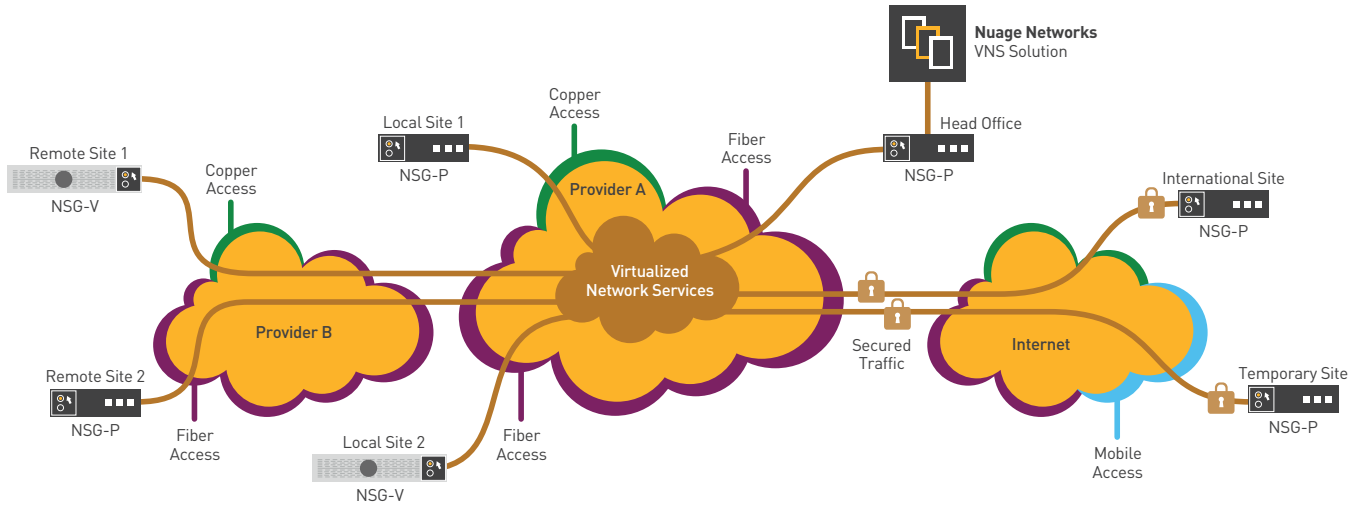 Nuage Networks
VNS Solution
Copper
Access
Local Site 1
NSG-P
Fiber
Access
Head Office
NSG-P
Remote Site 1
NSG-V
Copper
Access
Provider A
International Site
NSG-P
Virtualized
Network Services
Provider B
Secured
Traffic
Internet
Remote Site 2
NSG-P
Temporary Site
NSG-P
Fiber
Access
Local Site 2
NSG-V
Fiber
Access
Mobile
Access